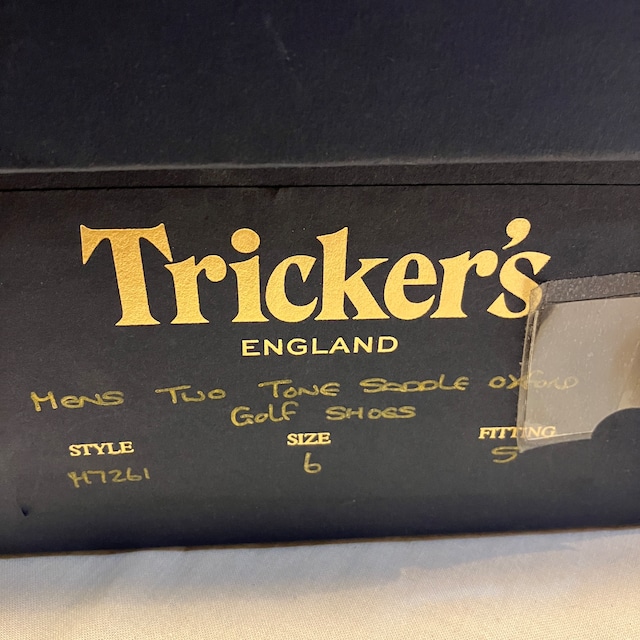 Tricker's
ENGLAND
MENS TWO TONE SADDLE OXFORD
GOLF SHOES
STYLE SIZE FITTING
M7261 6 5